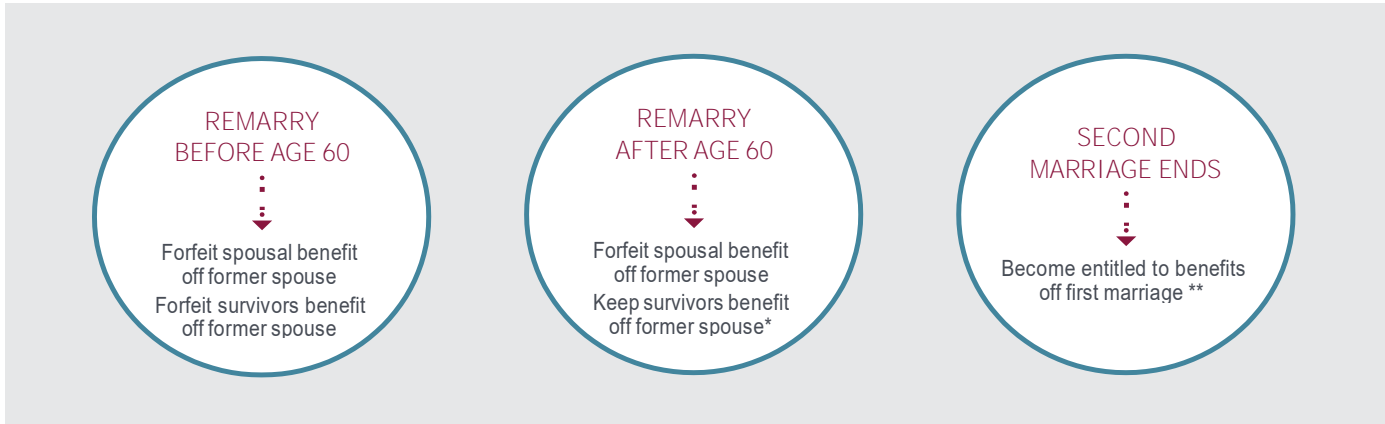 REMARRY
BEFORE AGE 60
Forfeit spousal benefit
off former spouse
Forfeit survivors benefit
off former spouse
REMARRY
AFTER AGE 60
Forfeit spousal benefit
off former spouse
Keep survivors benefit
off former spouse*
SECOND
MARRIAGE ENDS
Become entitled to benefits
off first marriage **